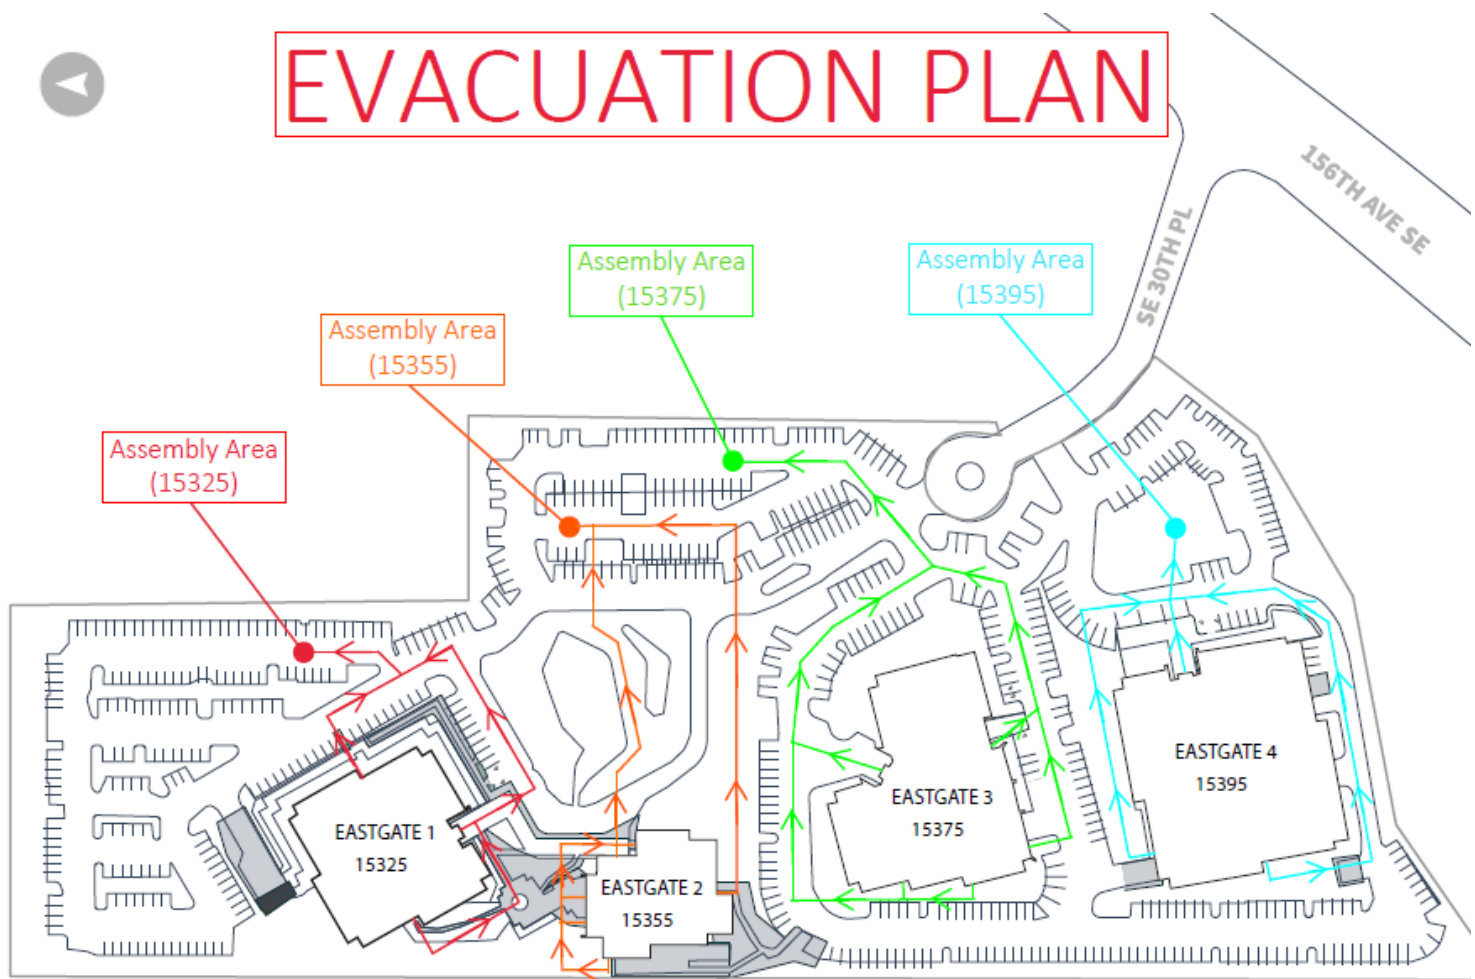 EVACUATION PLAN
156TH AVE SE
SE 30TH PL
Assembly Area
(15375)
Assembly Area
(15395)
Assembly Area
(15355)
Assembly Area
(15325)
EASTGATE 1
15325
EASTGATE 2
15355
EASTGATE 3
15375
EASTGATE 4
15395